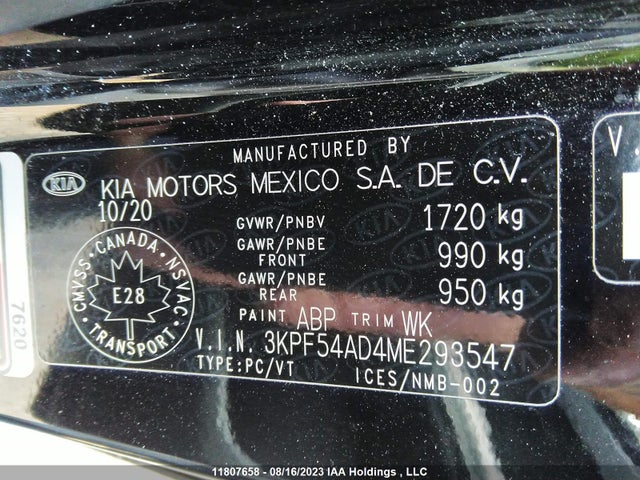 MANUFACTURED BY
KIA KIA MOTORS MEXICO S.A. DE C.V.
10/20
GVWR/PNBV 1720 kg
GAWR/PNBE FRONT 990 kg
GAWR/PNBE REAR 950 kg
PAINT ABP TRIM WK
V.I.N. 3KPF54AD4ME293547
TYPE:PC/VT ICES/NMB-002
CMVSS · CANADA · NSVAC
E28
TRANSPORT
7620
V.
11807658 - 08/16/2023 IAA Holdings , LLC